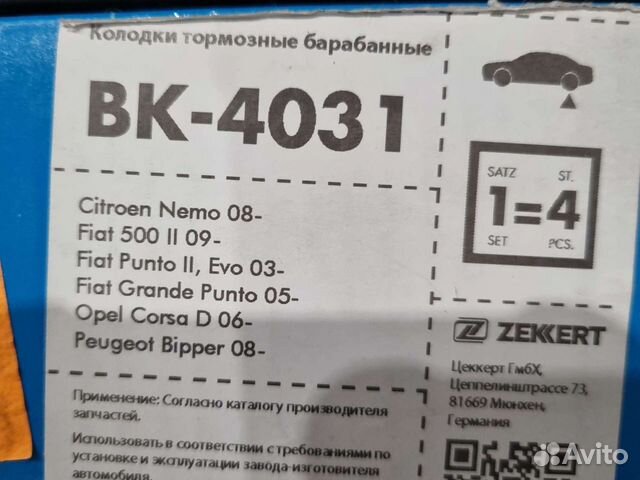 Колодки тормозные барабанные
BK-4031
Citroen Nemo 08-
Fiat 500 II 09-
Fiat Punto II, Evo 03-
Fiat Grande Punto 05-
Opel Corsa D 06-
Peugeot Bipper 08-
Применение: Согласно каталогу производителя
запчастей.
Использовать в соответствии с требованиями по
установке и эксплуатации завода-изготовителя
автомобиля.
SATZ ST.
1=4
SET PCS.
ZEKKERT
Цеккерт ГмбХ,
Цеппелинштрассе 73,
81669 Мюнхен,
Германия
Avito